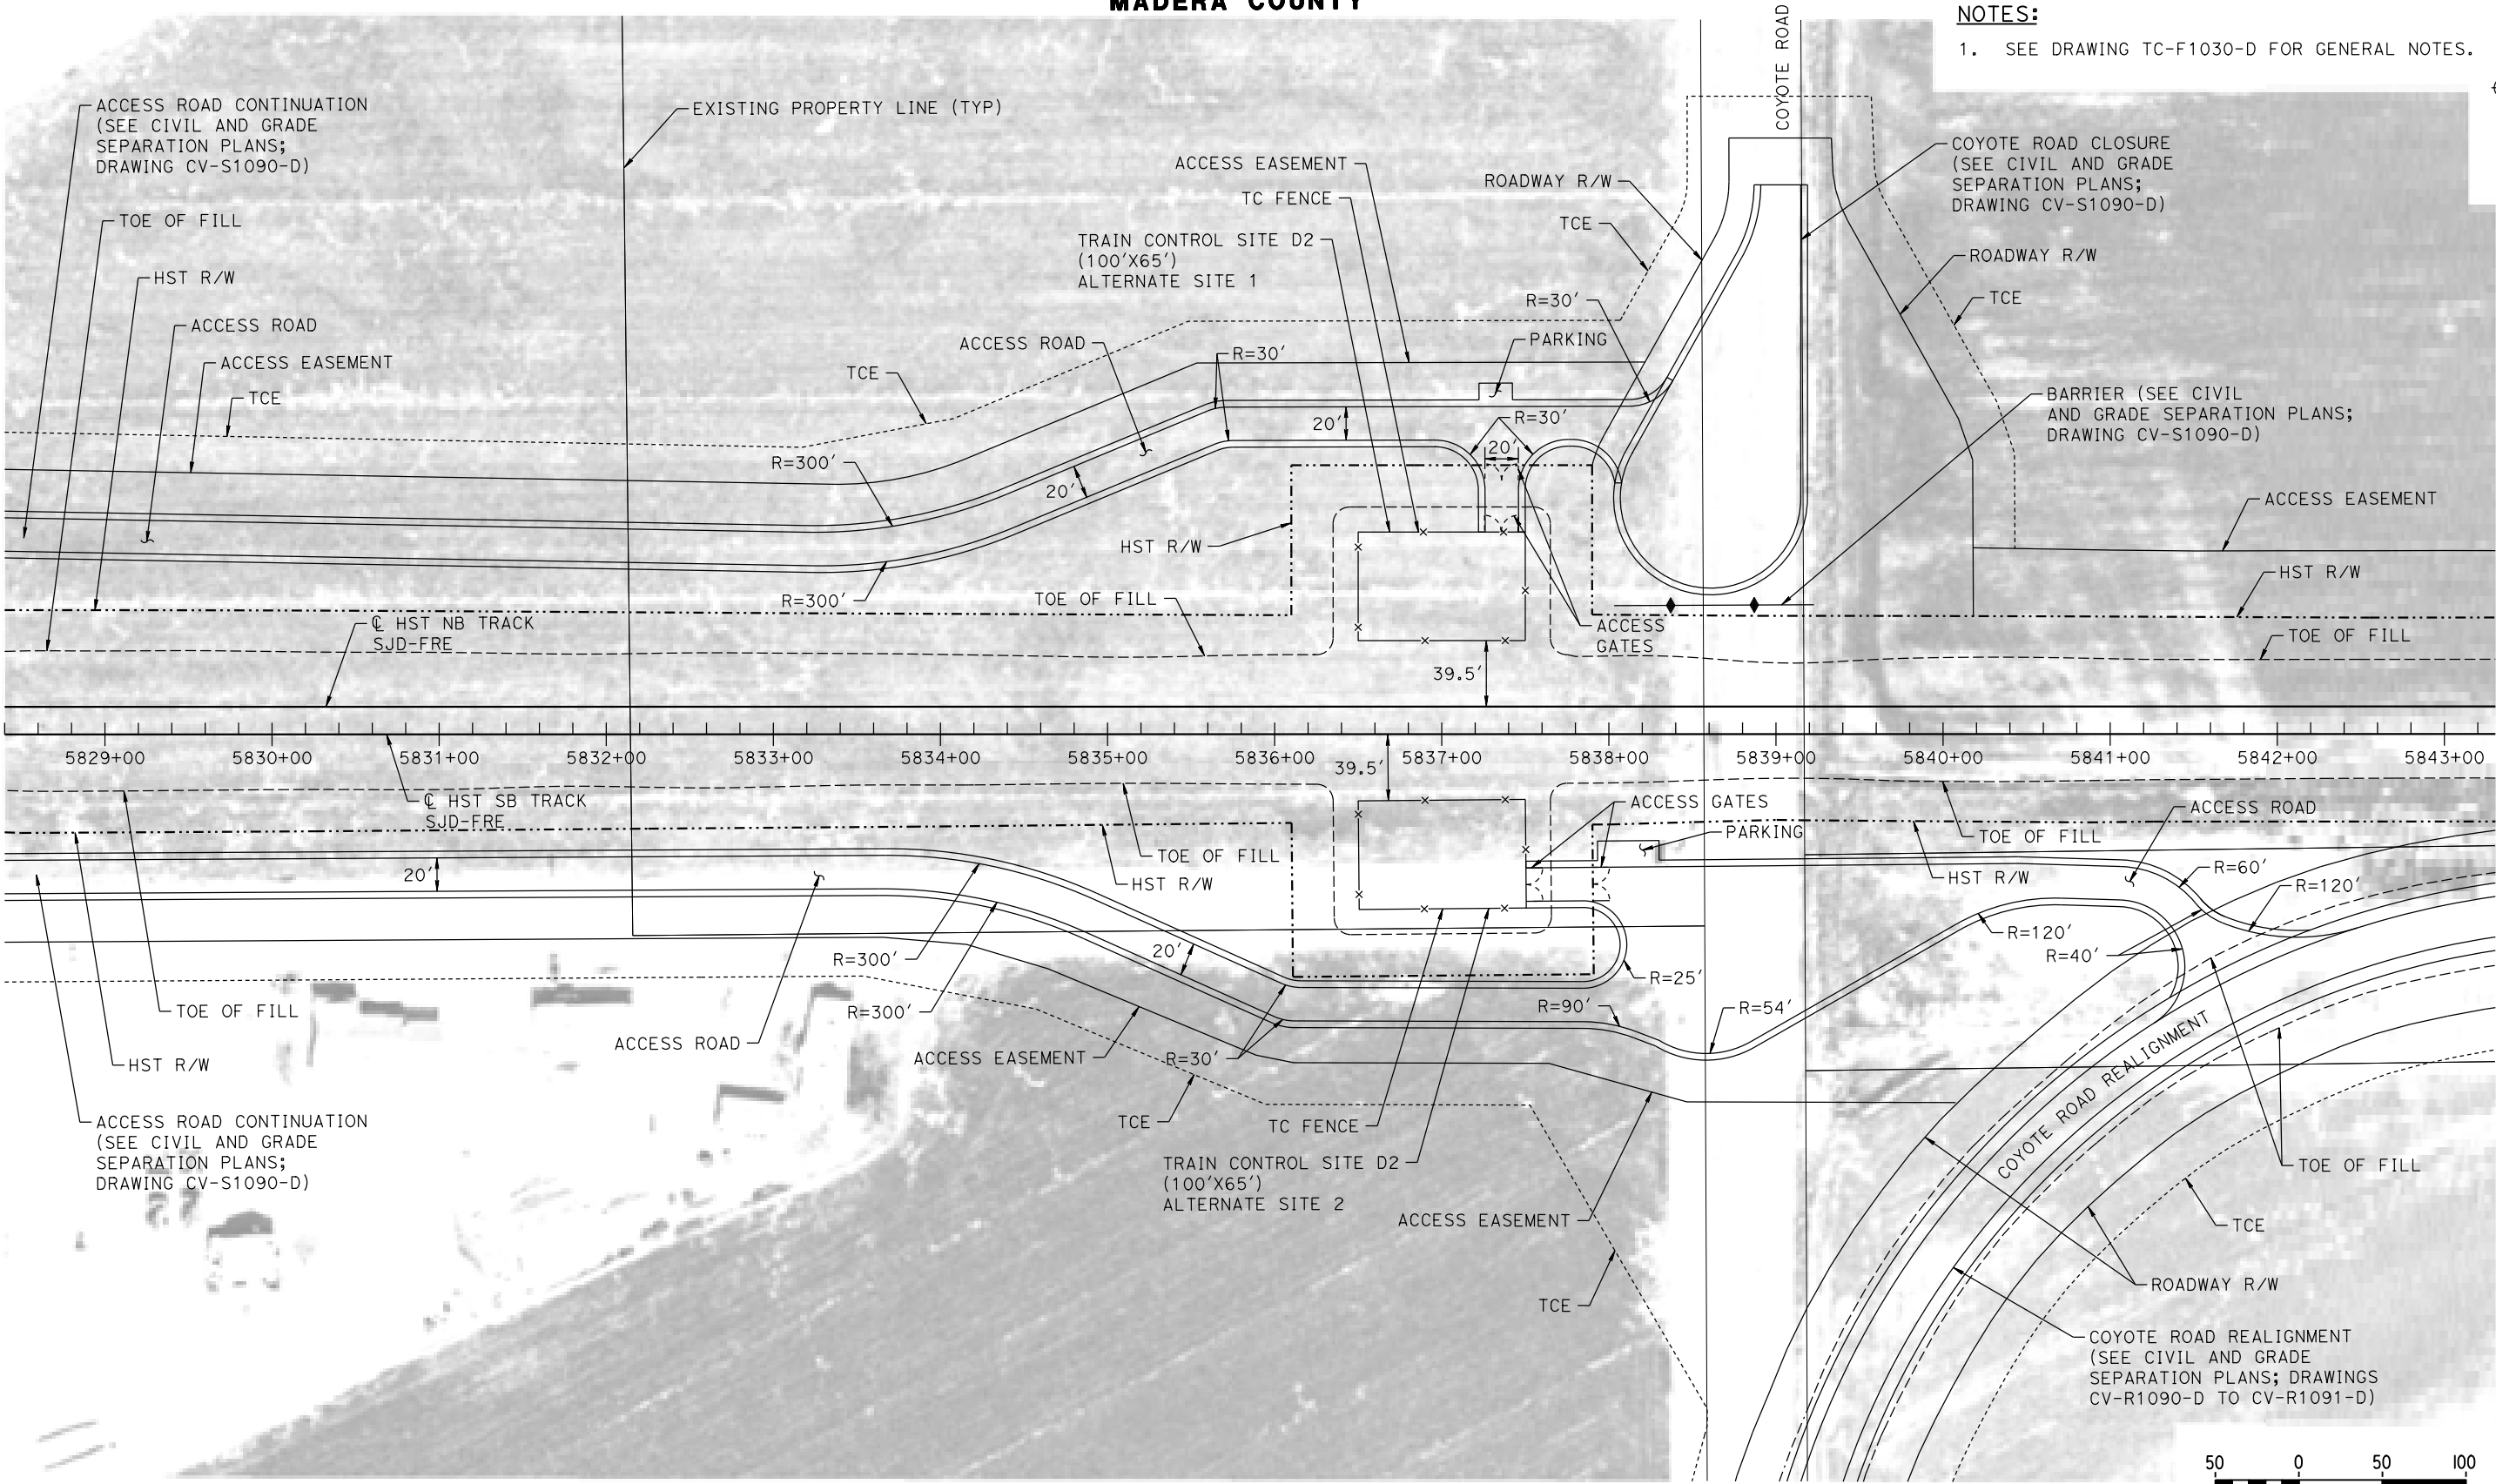 MADERA COUNTY
NOTES:
1. SEE DRAWING TC-F1030-D FOR GENERAL NOTES.
COYOTE ROAD
ACCESS ROAD CONTINUATION
(SEE CIVIL AND GRADE
SEPARATION PLANS;
DRAWING CV-S1090-D)
EXISTING PROPERTY LINE (TYP)
TOE OF FILL
HST R/W
ACCESS ROAD
ACCESS EASEMENT
TCE
ACCESS EASEMENT
TC FENCE
TRAIN CONTROL SITE D2
(100'X65')
ALTERNATE SITE 1
ROADWAY R/W
TCE
R=30'
PARKING
COYOTE ROAD CLOSURE
(SEE CIVIL AND GRADE
SEPARATION PLANS;
DRAWING CV-S1090-D)
ROADWAY R/W
TCE
ACCESS ROAD
R=30'
TCE
BARRIER (SEE CIVIL
AND GRADE SEPARATION PLANS;
DRAWING CV-S1090-D)
20'
R=30'
20'
R=300'
20'
ACCESS EASEMENT
HST R/W
HST R/W
R=300'
TOE OF FILL
ACCESS
GATES
TOE OF FILL
℄ HST NB TRACK
SJD-FRE
39.5'
5829+00 5830+00 5831+00 5832+00 5833+00 5834+00 5835+00 5836+00 5837+00 5838+00 5839+00 5840+00 5841+00 5842+00 5843+00
39.5'
℄ HST SB TRACK
SJD-FRE
ACCESS GATES
ACCESS ROAD
PARKING
TOE OF FILL
TOE OF FILL
HST R/W
20'
HST R/W
R=60'
R=120'
R=120'
R=40'
20'
R=300'
R=25'
R=300'
R=90'
R=54'
TOE OF FILL
ACCESS ROAD
ACCESS EASEMENT
R=30'
HST R/W
COYOTE ROAD REALIGNMENT
ACCESS ROAD CONTINUATION
(SEE CIVIL AND GRADE
SEPARATION PLANS;
DRAWING CV-S1090-D)
TCE
TC FENCE
TRAIN CONTROL SITE D2
(100'X65')
ALTERNATE SITE 2
TOE OF FILL
ACCESS EASEMENT
TCE
TCE
ROADWAY R/W
COYOTE ROAD REALIGNMENT
(SEE CIVIL AND GRADE
SEPARATION PLANS; DRAWINGS
CV-R1090-D TO CV-R1091-D)
50 0 50 100